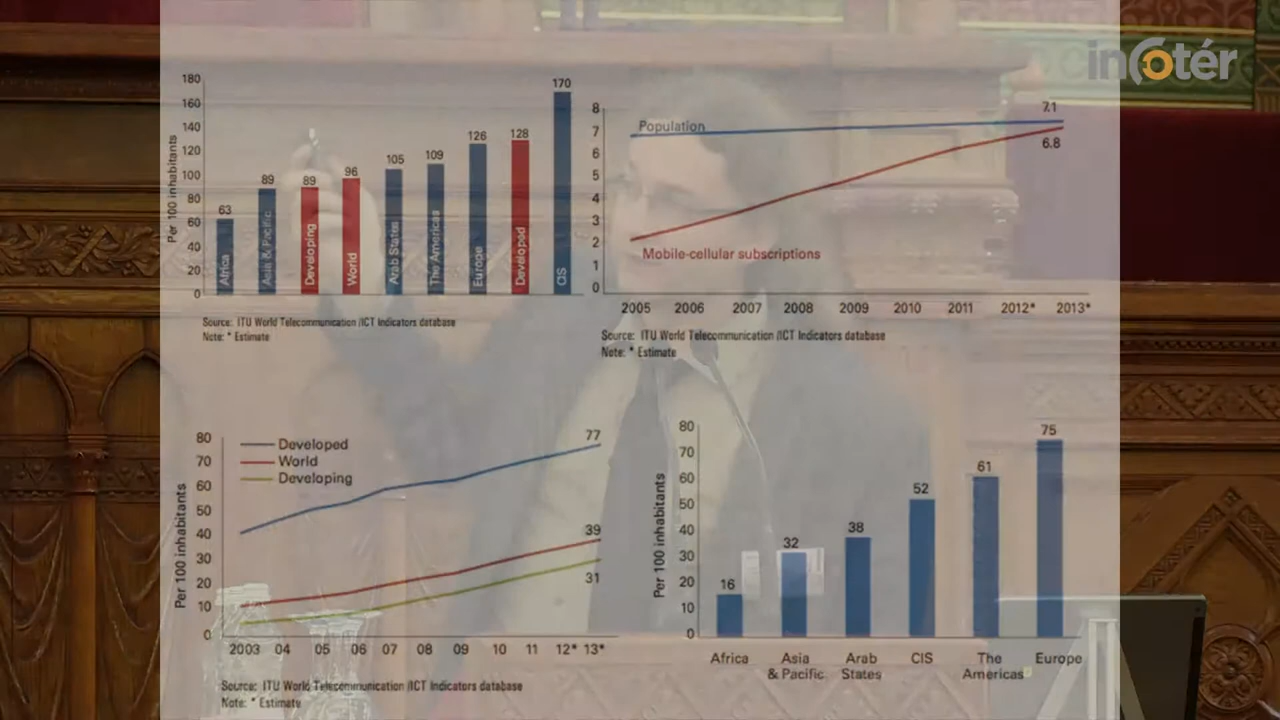 incotér
180
160
140
120
100
80
60
40
20
0
Per 100 inhabitants
63
89
89
96
105
109
126
128
170
Africa
Asia & Pacific
Developing
World
Arab States
The Americas
Europe
Developed
CIS
Source: ITU World Telecommunication /ICT Indicators database
Note: * Estimate
8
7
6
5
4
3
2
1
0
Population
7.1
6.8
Mobile-cellular subscriptions
2005 2006 2007 2008 2009 2010 2011 2012* 2013*
Source: ITU World Telecommunication /ICT Indicators database
Note: * Estimate
80
70
60
50
40
30
20
10
0
Per 100 inhabitants
Developed
World
Developing
77
39
31
2003 04 05 06 07 08 09 10 11 12* 13*
Source: ITU World Telecommunication /ICT Indicators database
Note: * Estimate
80
70
60
50
40
30
20
10
0
Per 100 inhabitants
16
32
38
52
61
75
Africa
Asia
& Pacific
Arab
States
CIS
The
Americas
Europe